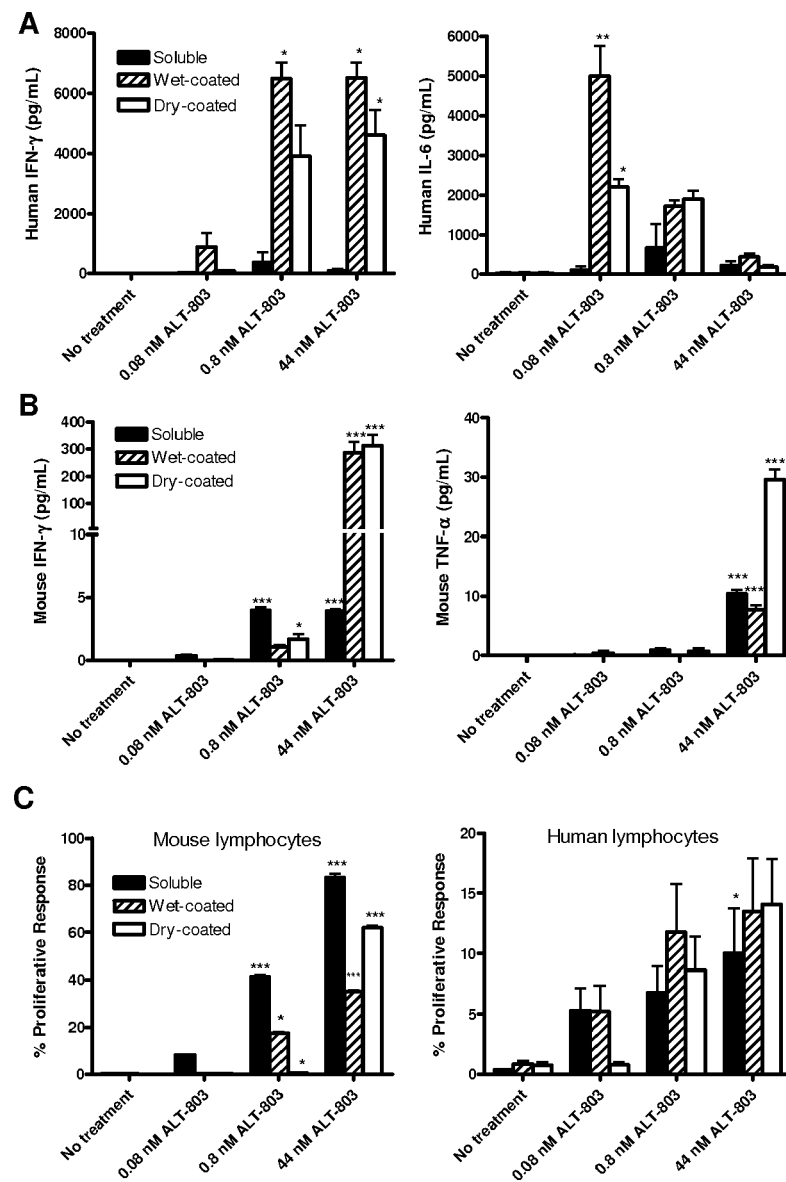 A
Human IFN-γ (pg/mL)
8000
6000
4000
2000
0
Soluble
Wet-coated
Dry-coated
*
*
*
No treatment
0.08 nM ALT-803
0.8 nM ALT-803
44 nM ALT-803
Human IL-6 (pg/mL)
6000
5000
4000
3000
2000
1000
0
**
*
No treatment
0.08 nM ALT-803
0.8 nM ALT-803
44 nM ALT-803
B
Mouse IFN-γ (pg/mL)
400
300
200
100
10
5
0
Soluble
Wet-coated
Dry-coated
***
*
***
***
***
No treatment
0.08 nM ALT-803
0.8 nM ALT-803
44 nM ALT-803
Mouse TNF-α (pg/mL)
40
30
20
10
0
***
***
***
No treatment
0.08 nM ALT-803
0.8 nM ALT-803
44 nM ALT-803
C
Mouse lymphocytes
% Proliferative Response
100
80
60
40
20
0
Soluble
Wet-coated
Dry-coated
***
*
*
***
***
***
No treatment
0.08 nM ALT-803
0.8 nM ALT-803
44 nM ALT-803
Human lymphocytes
% Proliferative Response
20
15
10
5
0
*
No treatment
0.08 nM ALT-803
0.8 nM ALT-803
44 nM ALT-803